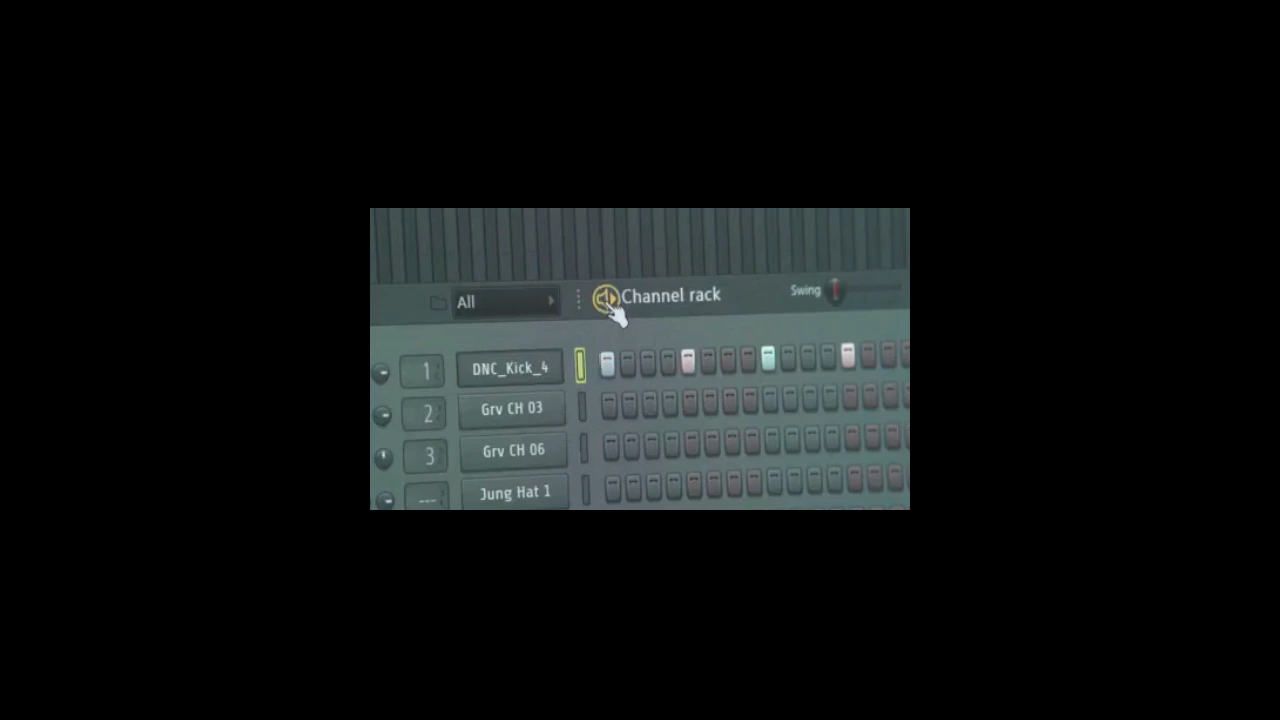 All
Channel rack
Swing
1
DNC_Kick_4
2
Grv CH 03
3
Grv CH 06
---
Jung Hat 1